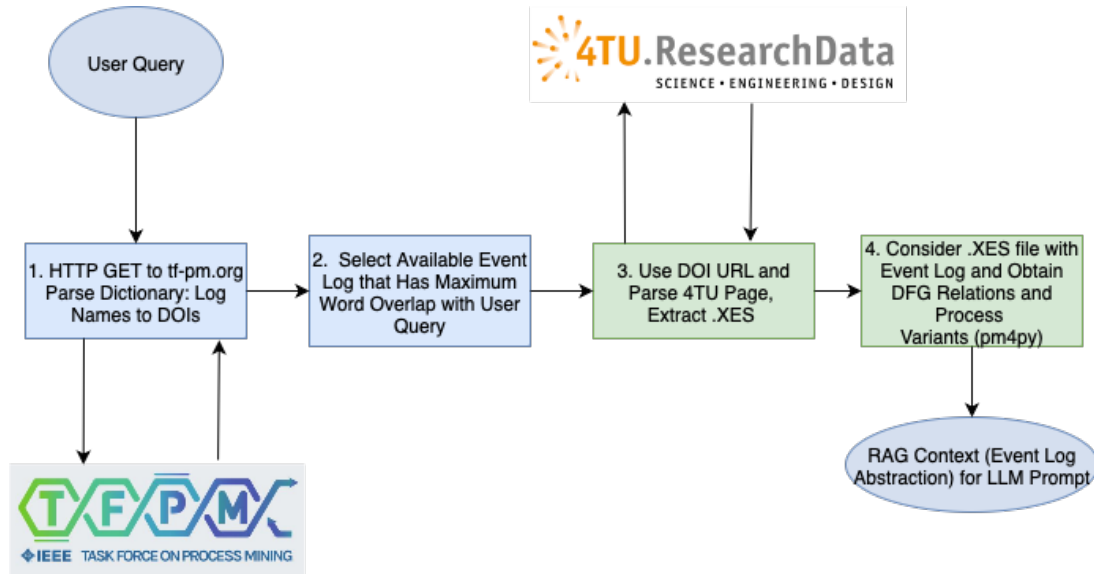 User Query
4TU.ResearchData
SCIENCE • ENGINEERING • DESIGN
1. HTTP GET to tf-pm.org
Parse Dictionary: Log
Names to DOIs
2. Select Available Event
Log that Has Maximum
Word Overlap with User
Query
3. Use DOI URL and
Parse 4TU Page,
Extract .XES
4. Consider .XES file with
Event Log and Obtain
DFG Relations and
Process
Variants (pm4py)
TFPM
IEEE TASK FORCE ON PROCESS MINING
RAG Context (Event Log
Abstraction) for LLM Prompt